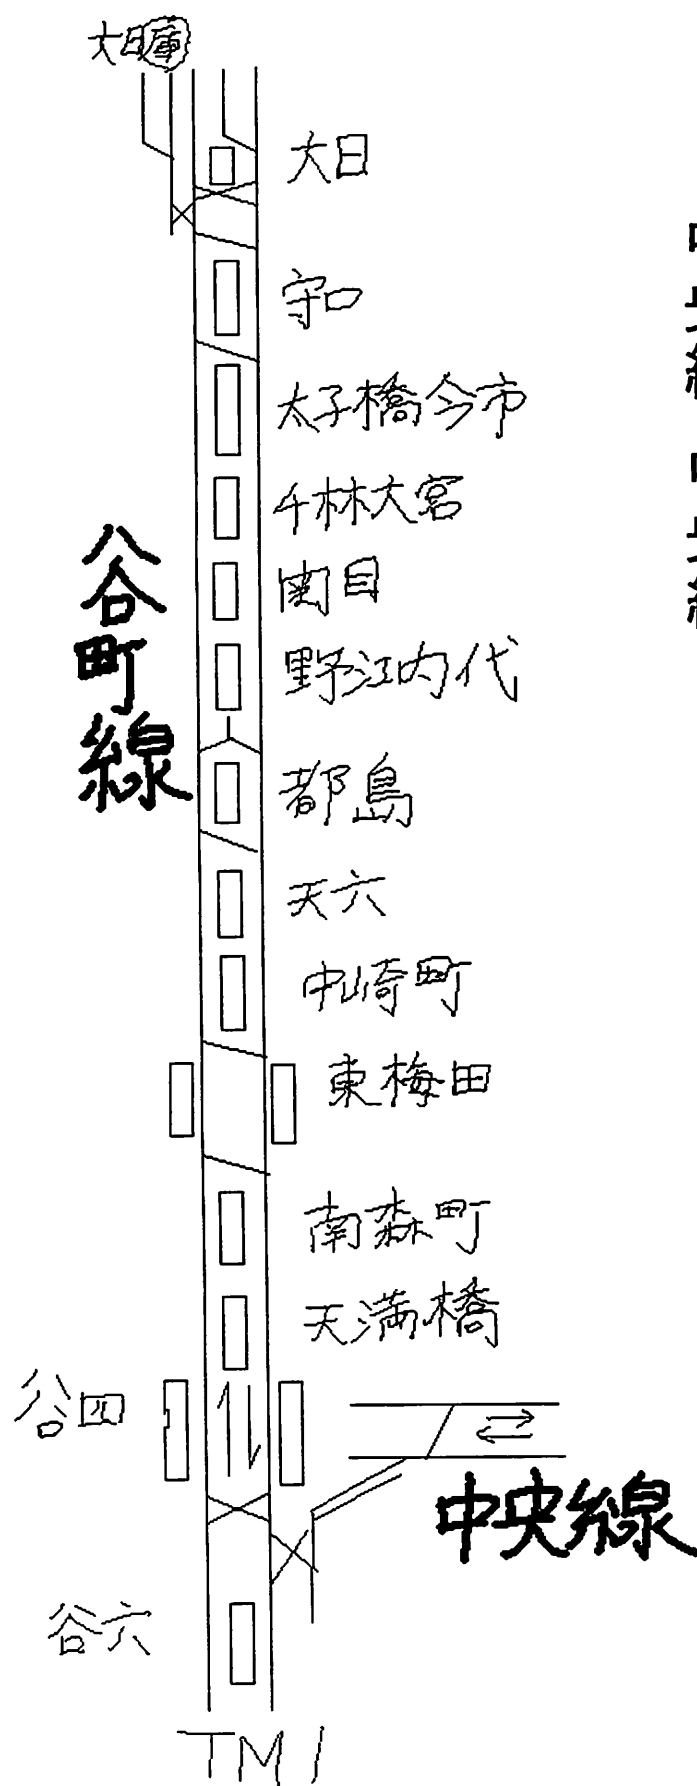 大日庫
大日
守口
太子橋今市
千林大宮
関目
野江内代
谷町線
都島
天六
中崎町
東梅田
南森町
天満橋
谷四
中央線
谷六
TM1